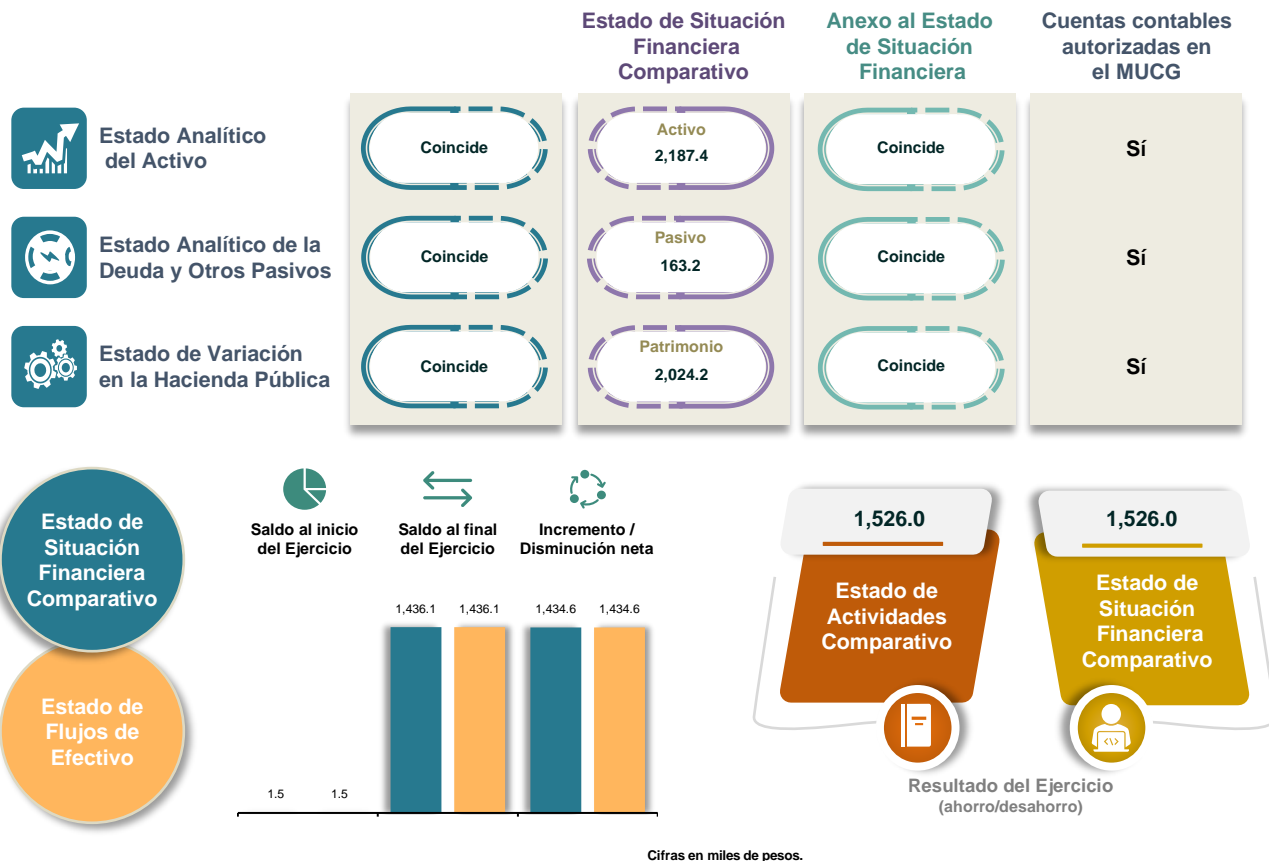 Estado de Situación
Financiera
Comparativo
Anexo al Estado
de Situación
Financiera
Cuentas contables
autorizadas en
el MUCG
Estado Analítico
del Activo
Coincide
Activo
2,187.4
Coincide
Sí
Estado Analítico de la
Deuda y Otros Pasivos
Coincide
Pasivo
163.2
Coincide
Sí
Estado de Variación
en la Hacienda Pública
Coincide
Patrimonio
2,024.2
Coincide
Sí
Estado de
Situación
Financiera
Comparativo
Estado de
Flujos de
Efectivo
Saldo al inicio
del Ejercicio
Saldo al final
del Ejercicio
Incremento /
Disminución neta
1.5
1.5
1,436.1
1,436.1
1,434.6
1,434.6
1,526.0
Estado de
Actividades
Comparativo
1,526.0
Estado de
Situación
Financiera
Comparativo
Resultado del Ejercicio
(ahorro/desahorro)
Cifras en miles de pesos.